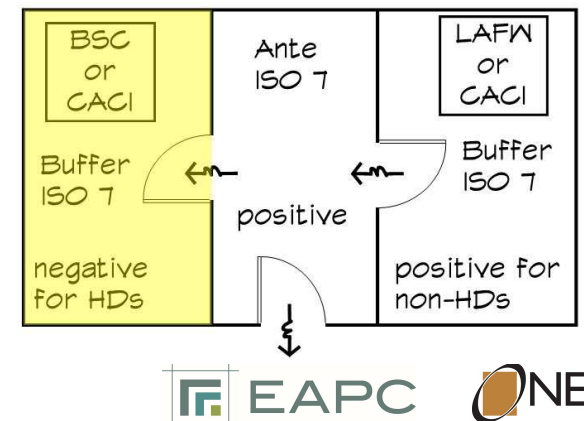 BSC
or
CACI
Buffer
ISO 7
negative
for HDs
Ante
ISO 7
positive
LAFW
or
CACI
Buffer
ISO 7
positive for
non-HDs
EAPC
ONE